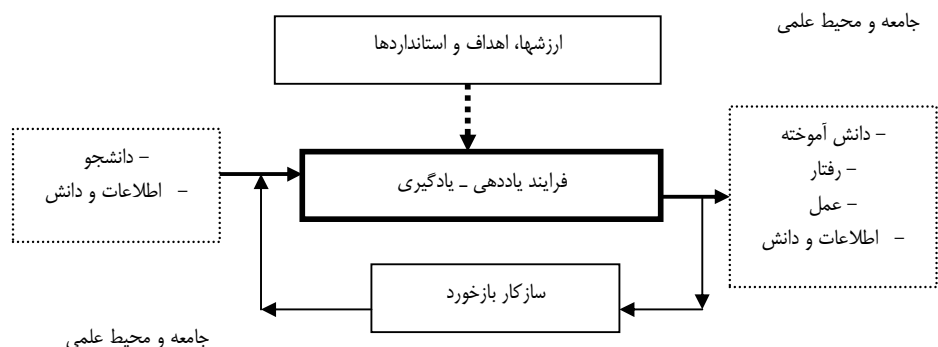 جامعه و محیط علمی
ارزشها، اهداف و استانداردها
– دانش آموخته
– رفتار
– عمل
– اطلاعات و دانش
فرایند یاددهی ـ یادگیری
– دانشجو
– اطلاعات و دانش
سازکار بازخورد
جامعه و محیط علمی